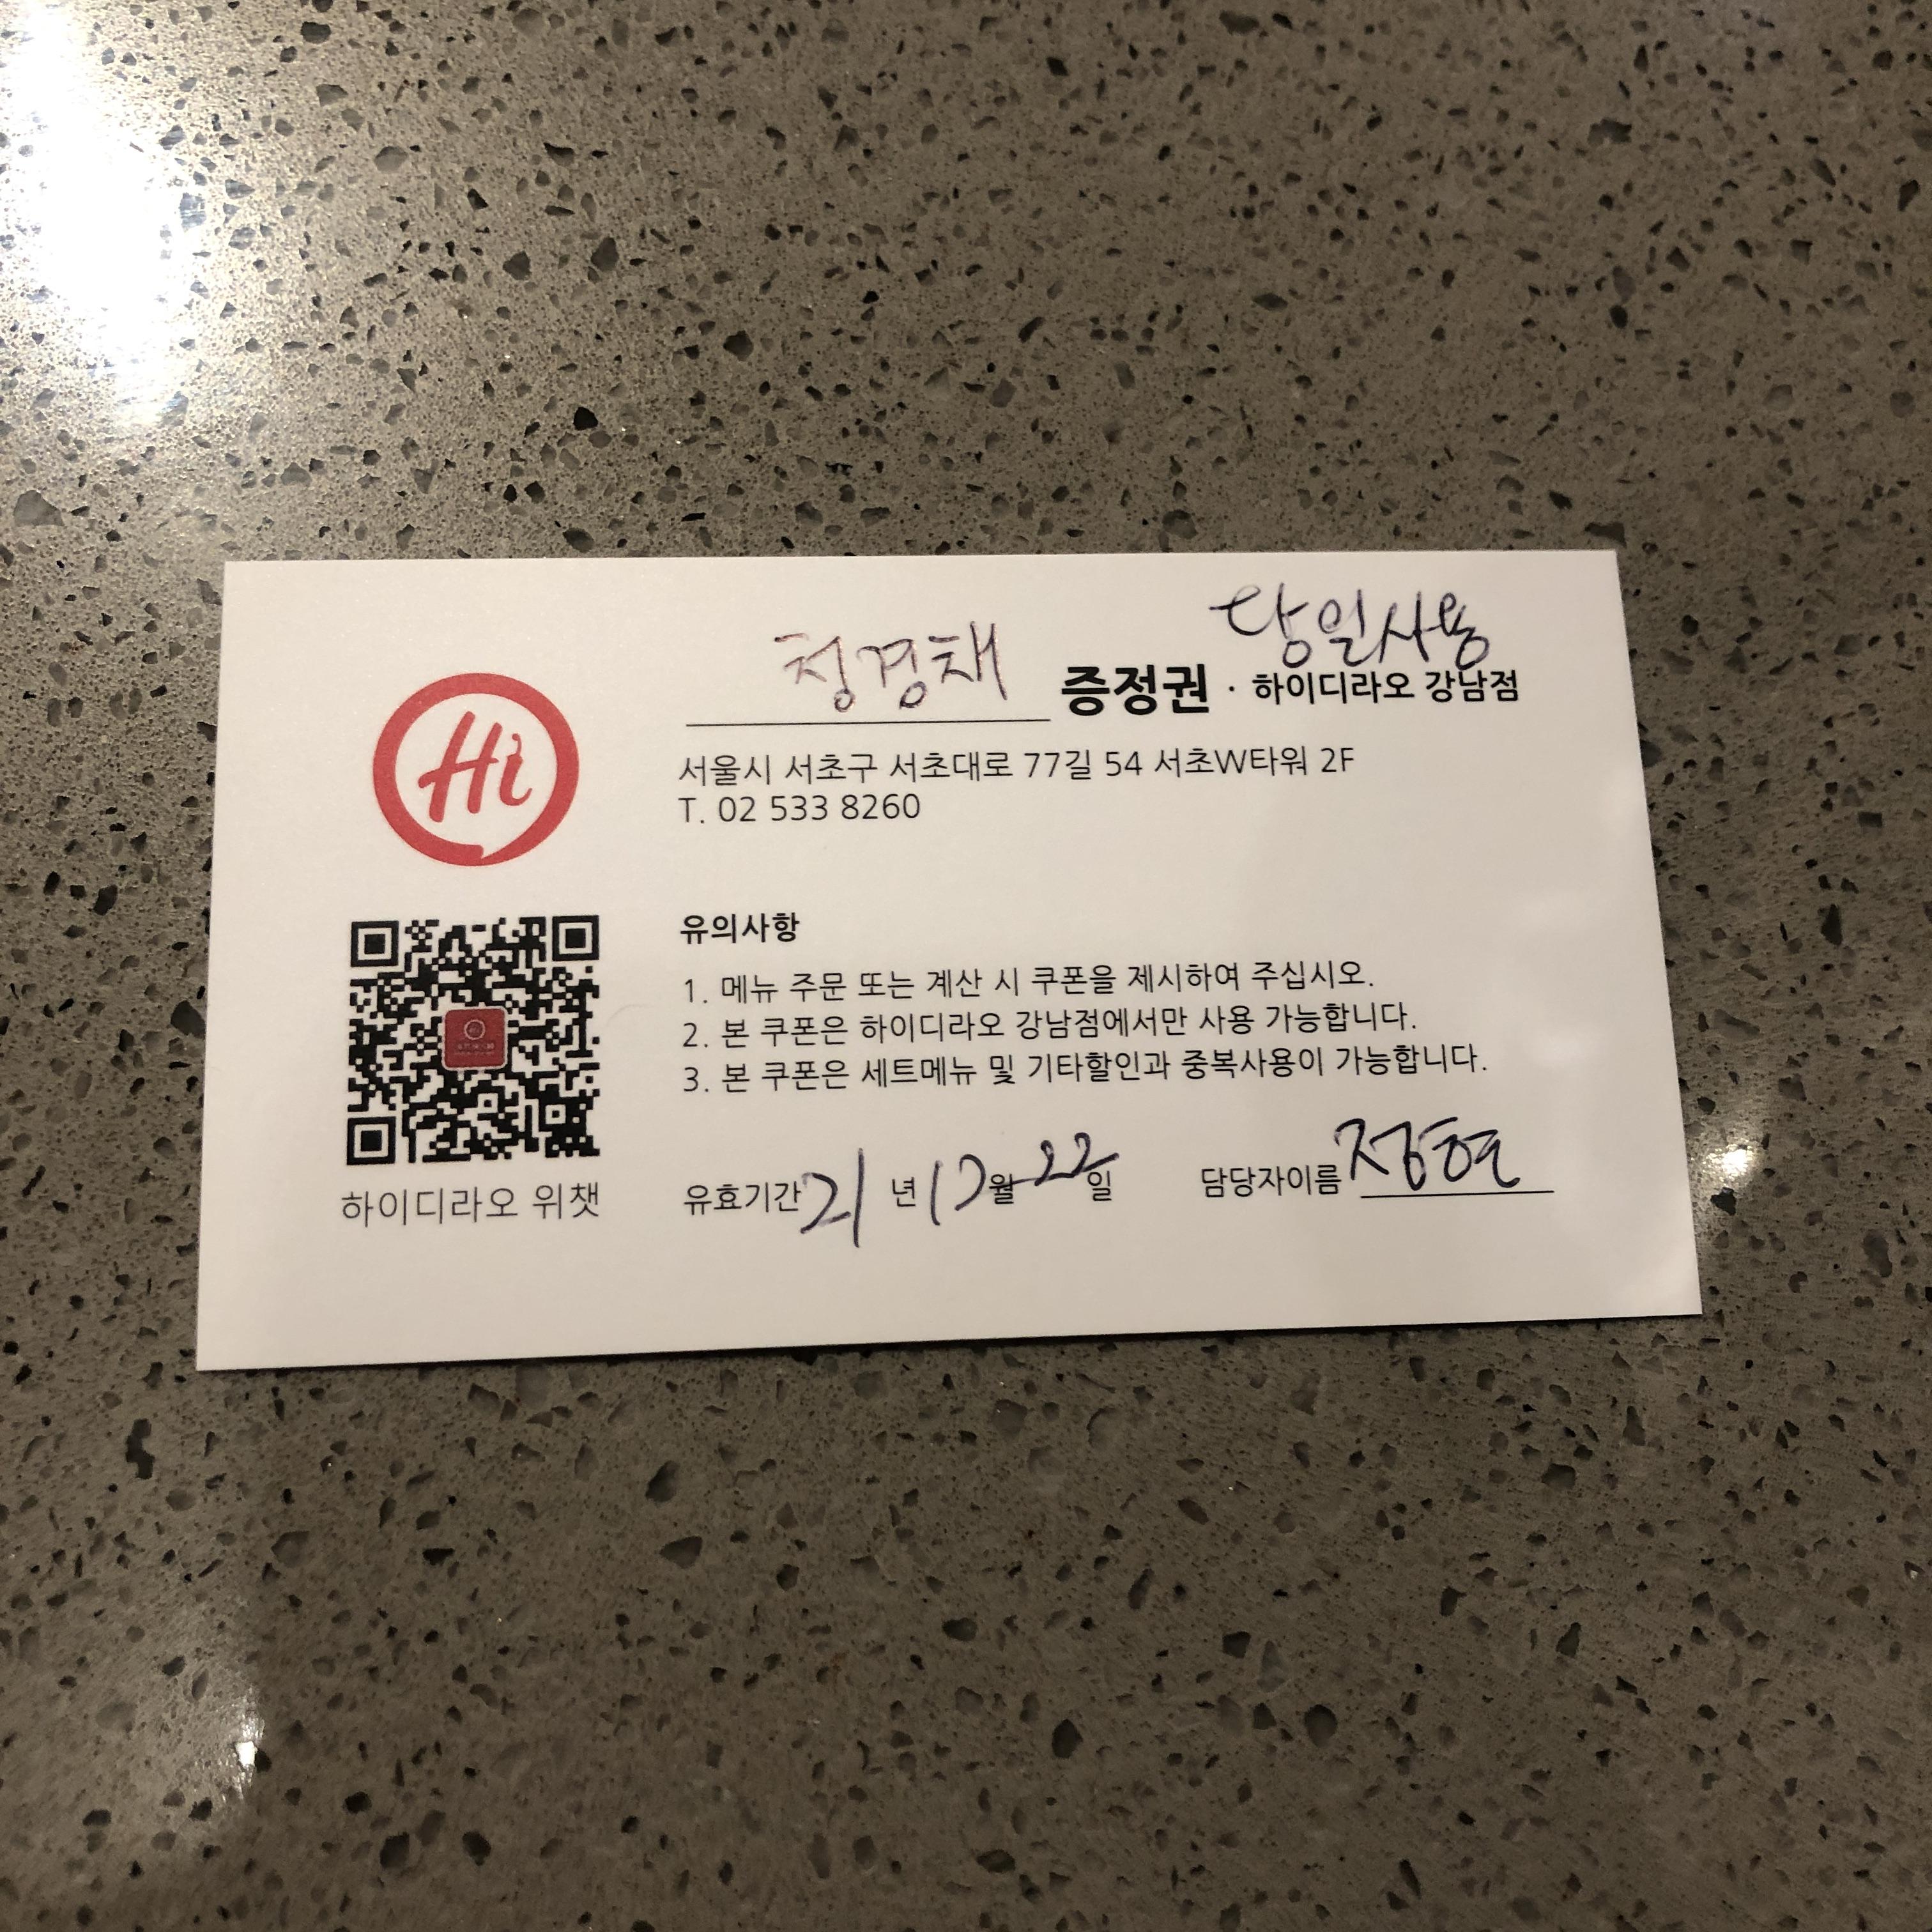 당일사용
청경채 증정권 · 하이디라오 강남점
Hi
서울시 서초구 서초대로 77길 54 서초W타워 2F
T. 02 533 8260
유의사항
1. 메뉴 주문 또는 계산 시 쿠폰을 제시하여 주십시오.
2. 본 쿠폰은 하이디라오 강남점에서만 사용 가능합니다.
3. 본 쿠폰은 세트메뉴 및 기타할인과 중복사용이 가능합니다.
하이디라오 위챗
유효기간 21 년 12 월 22 일 담당자이름 정현